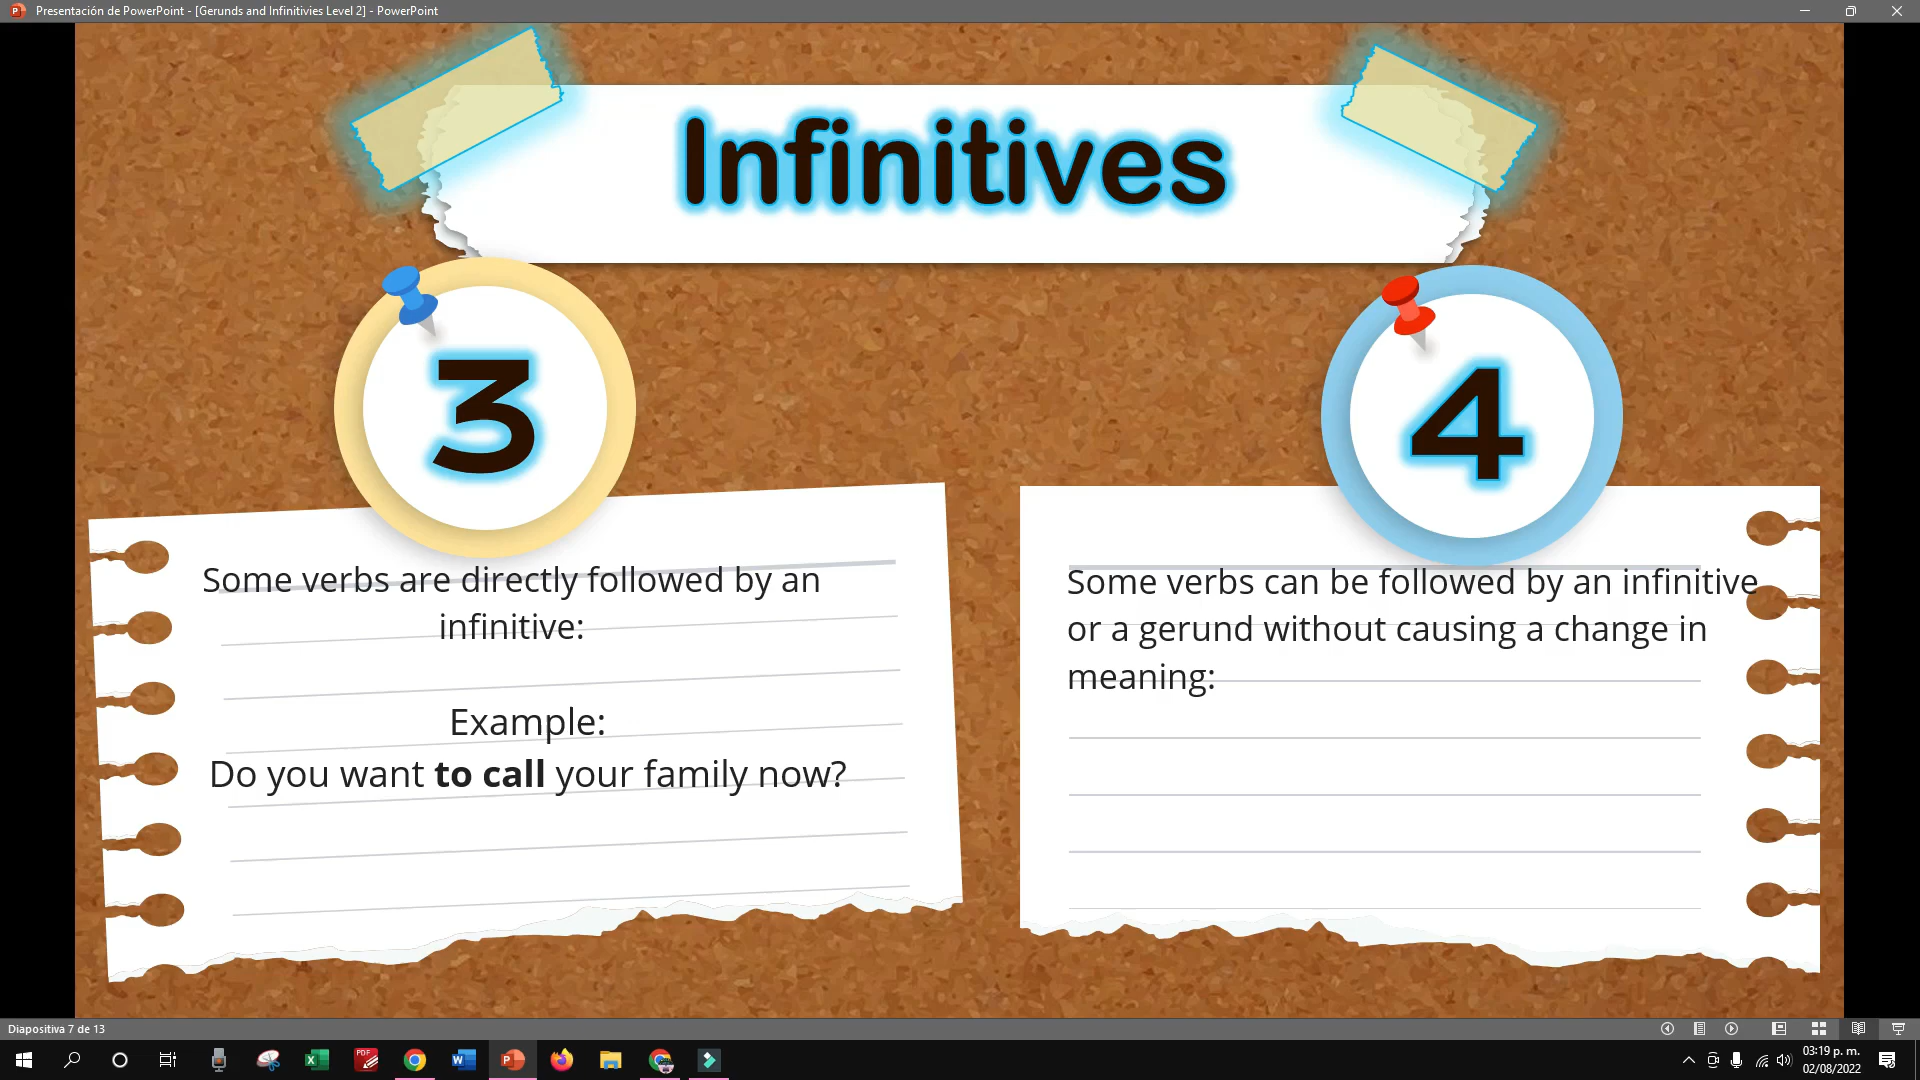 Presentación de PowerPoint - [Gerunds and Infinitivies Level 2] - PowerPoint
Infinitives
3
Some verbs are directly followed by an
infinitive:
Example:
Do you want to call your family now?
4
Some verbs can be followed by an infinitive
or a gerund without causing a change in
meaning:
Diapositiva 7 de 13
PDF
03:19 p. m.
02/08/2022